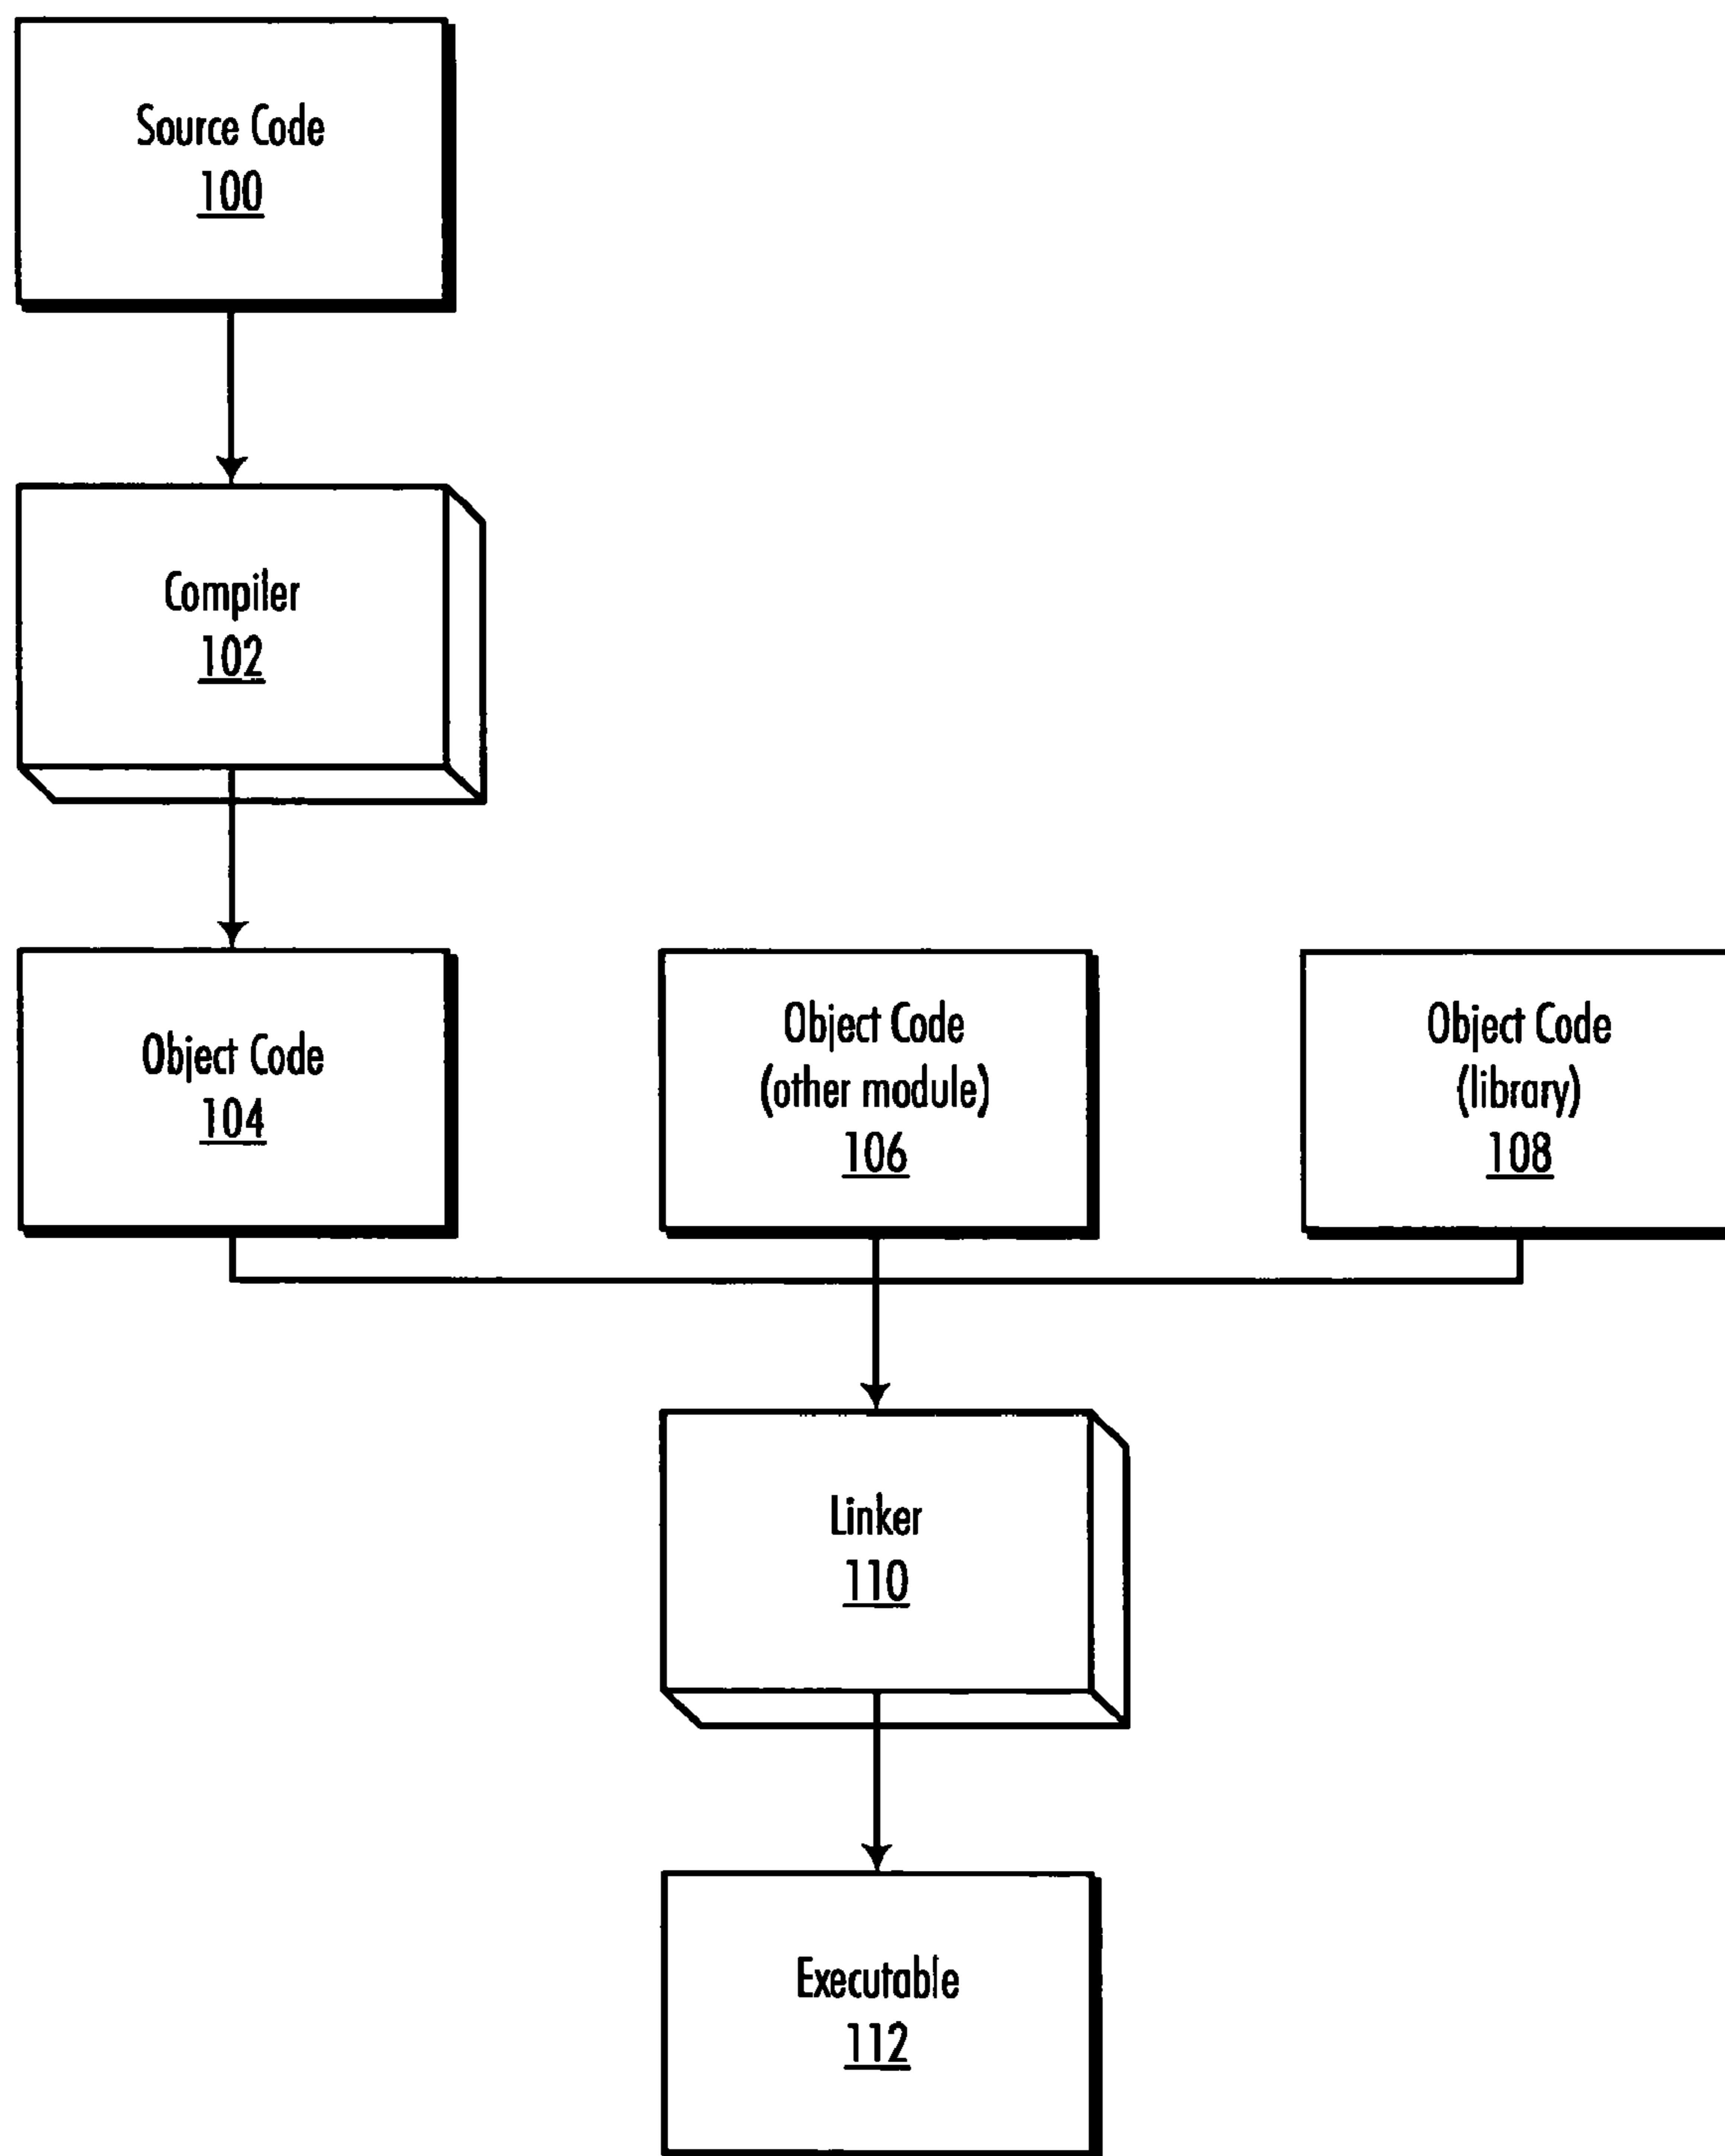 Source Code
100
Compiler
102
Object Code
104
Object Code
(other module)
106
Object Code
(library)
108
Linker
110
Executable
112